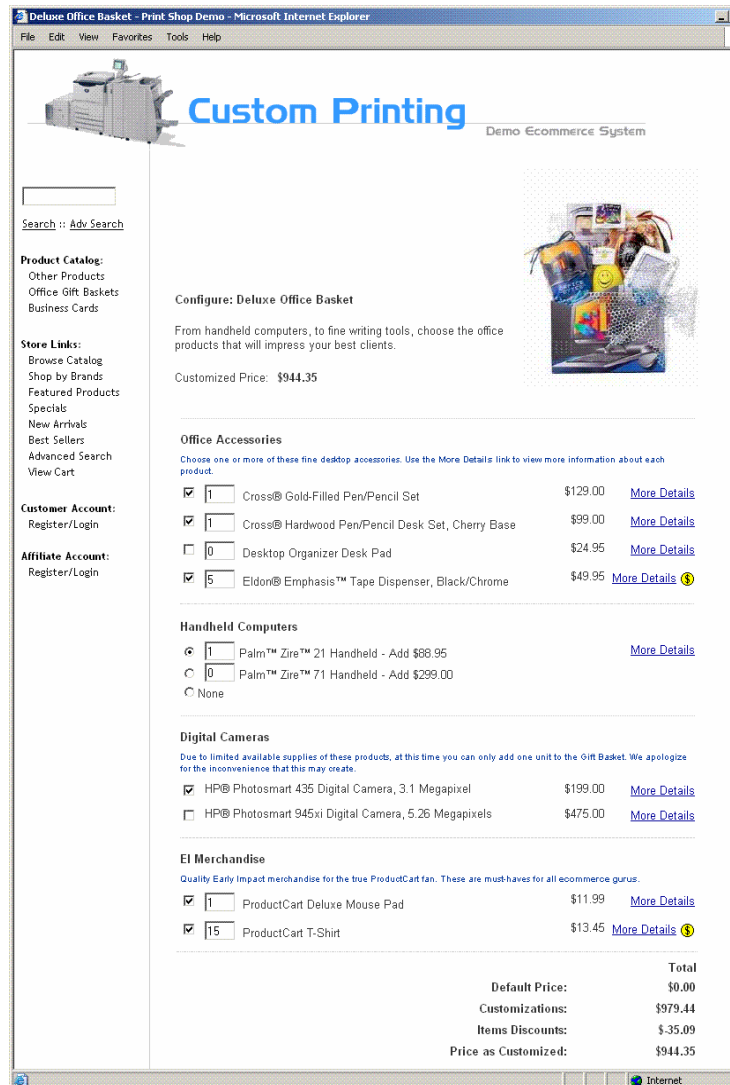 Deluxe Office Basket - Print Shop Demo - Microsoft Internet Explorer
File Edit View Favorites Tools Help
Custom Printing
Demo Ecommerce System
Search :: Adv Search
Product Catalog:
Other Products
Office Gift Baskets
Business Cards
Store Links:
Browse Catalog
Shop by Brands
Featured Products
Specials
New Arrivals
Best Sellers
Advanced Search
View Cart
Customer Account:
Register/Login
Affiliate Account:
Register/Login
Configure: Deluxe Office Basket
From handheld computers, to fine writing tools, choose the office
products that will impress your best clients.
Customized Price: $944.35
Office Accessories
Choose one or more of these fine desktop accessories. Use the More Details link to view more information about each
product.
1 Cross® Gold-Filled Pen/Pencil Set $129.00 More Details
1 Cross® Hardwood Pen/Pencil Desk Set, Cherry Base $99.00 More Details
0 Desktop Organizer Desk Pad $24.95 More Details
5 Eldon® Emphasis™ Tape Dispenser, Black/Chrome $49.95 More Details $
Handheld Computers
1 Palm™ Zire™ 21 Handheld - Add $88.95 More Details
0 Palm™ Zire™ 71 Handheld - Add $299.00
None
Digital Cameras
Due to limited available supplies of these products, at this time you can only add one unit to the Gift Basket. We apologize
for the inconvenience that this may create.
HP® Photosmart 435 Digital Camera, 3.1 Megapixel $199.00 More Details
HP® Photosmart 945xi Digital Camera, 5.26 Megapixels $475.00 More Details
EI Merchandise
Quality Early Impact merchandise for the true ProductCart fan. These are must-haves for all ecommerce gurus.
1 ProductCart Deluxe Mouse Pad $11.99 More Details
15 ProductCart T-Shirt $13.45 More Details $
Total
Default Price: $0.00
Customizations: $979.44
Items Discounts: $-35.09
Price as Customized: $944.35
Internet